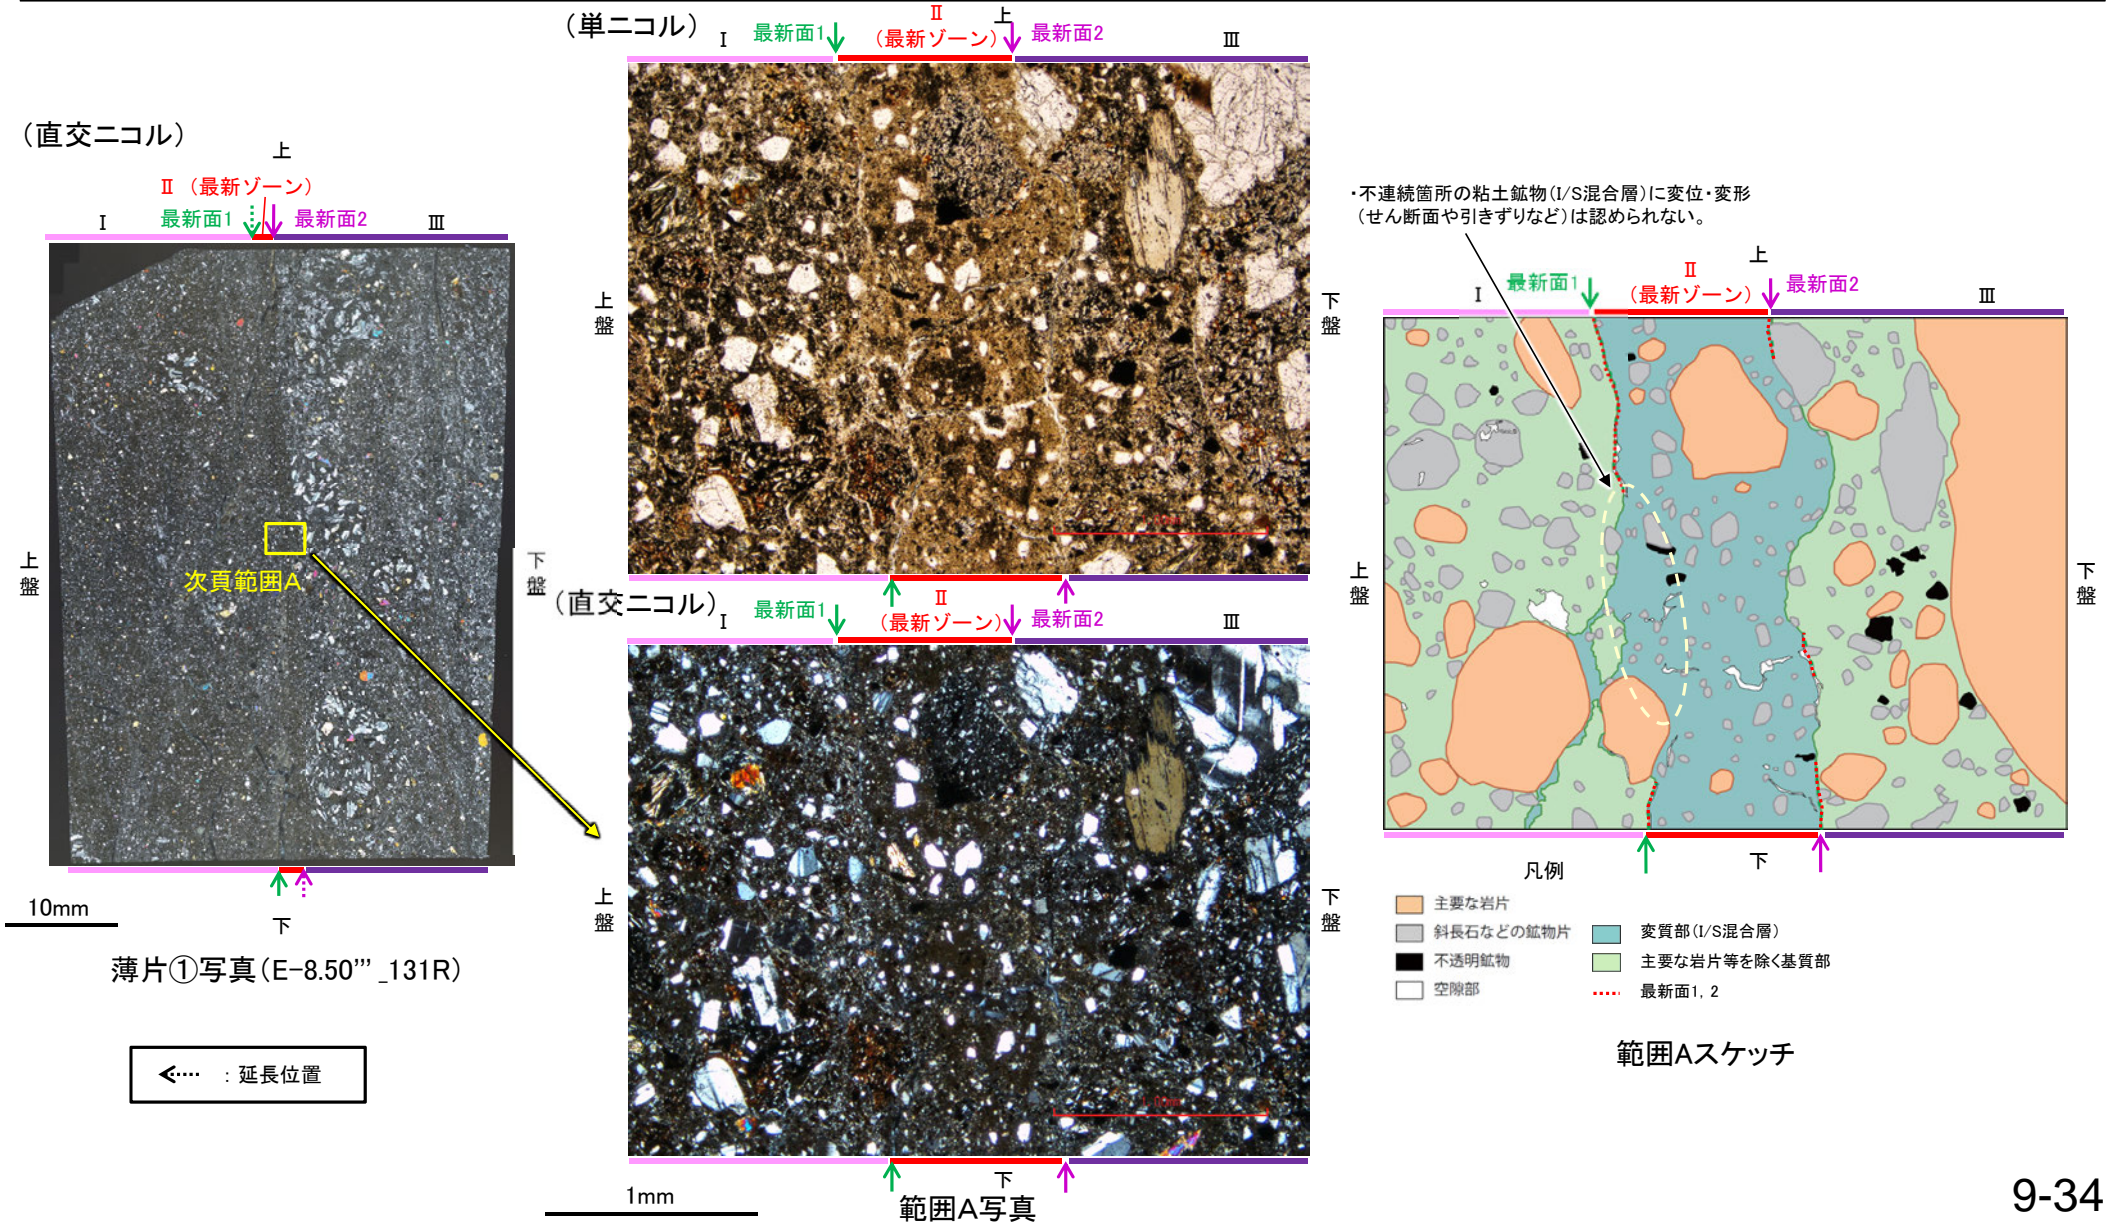 (直交ニコル)
上
Ⅱ (最新ゾーン)
Ⅰ
最新面1
最新面2
Ⅲ
上盤
下盤
次頁範囲A
10mm
下
薄片①写真(E-8.50’’’_131R)
:延長位置
(単ニコル)
Ⅰ
最新面1
Ⅱ
(最新ゾーン)
上
最新面2
Ⅲ
上盤
下盤
(直交ニコル)
Ⅰ
最新面1
Ⅱ
(最新ゾーン)
最新面2
Ⅲ
上盤
下盤
1.0mm
下
1mm
範囲A写真
・不連続箇所の粘土鉱物(I/S混合層)に変位・変形
(せん断面や引きずりなど)は認められない。
上
Ⅰ
最新面1
Ⅱ
(最新ゾーン)
最新面2
Ⅲ
上盤
下盤
下
凡例
主要な岩片
斜長石などの鉱物片
不透明鉱物
空隙部
変質部(I/S混合層)
主要な岩片等を除く基質部
最新面1, 2
範囲Aスケッチ
9-34